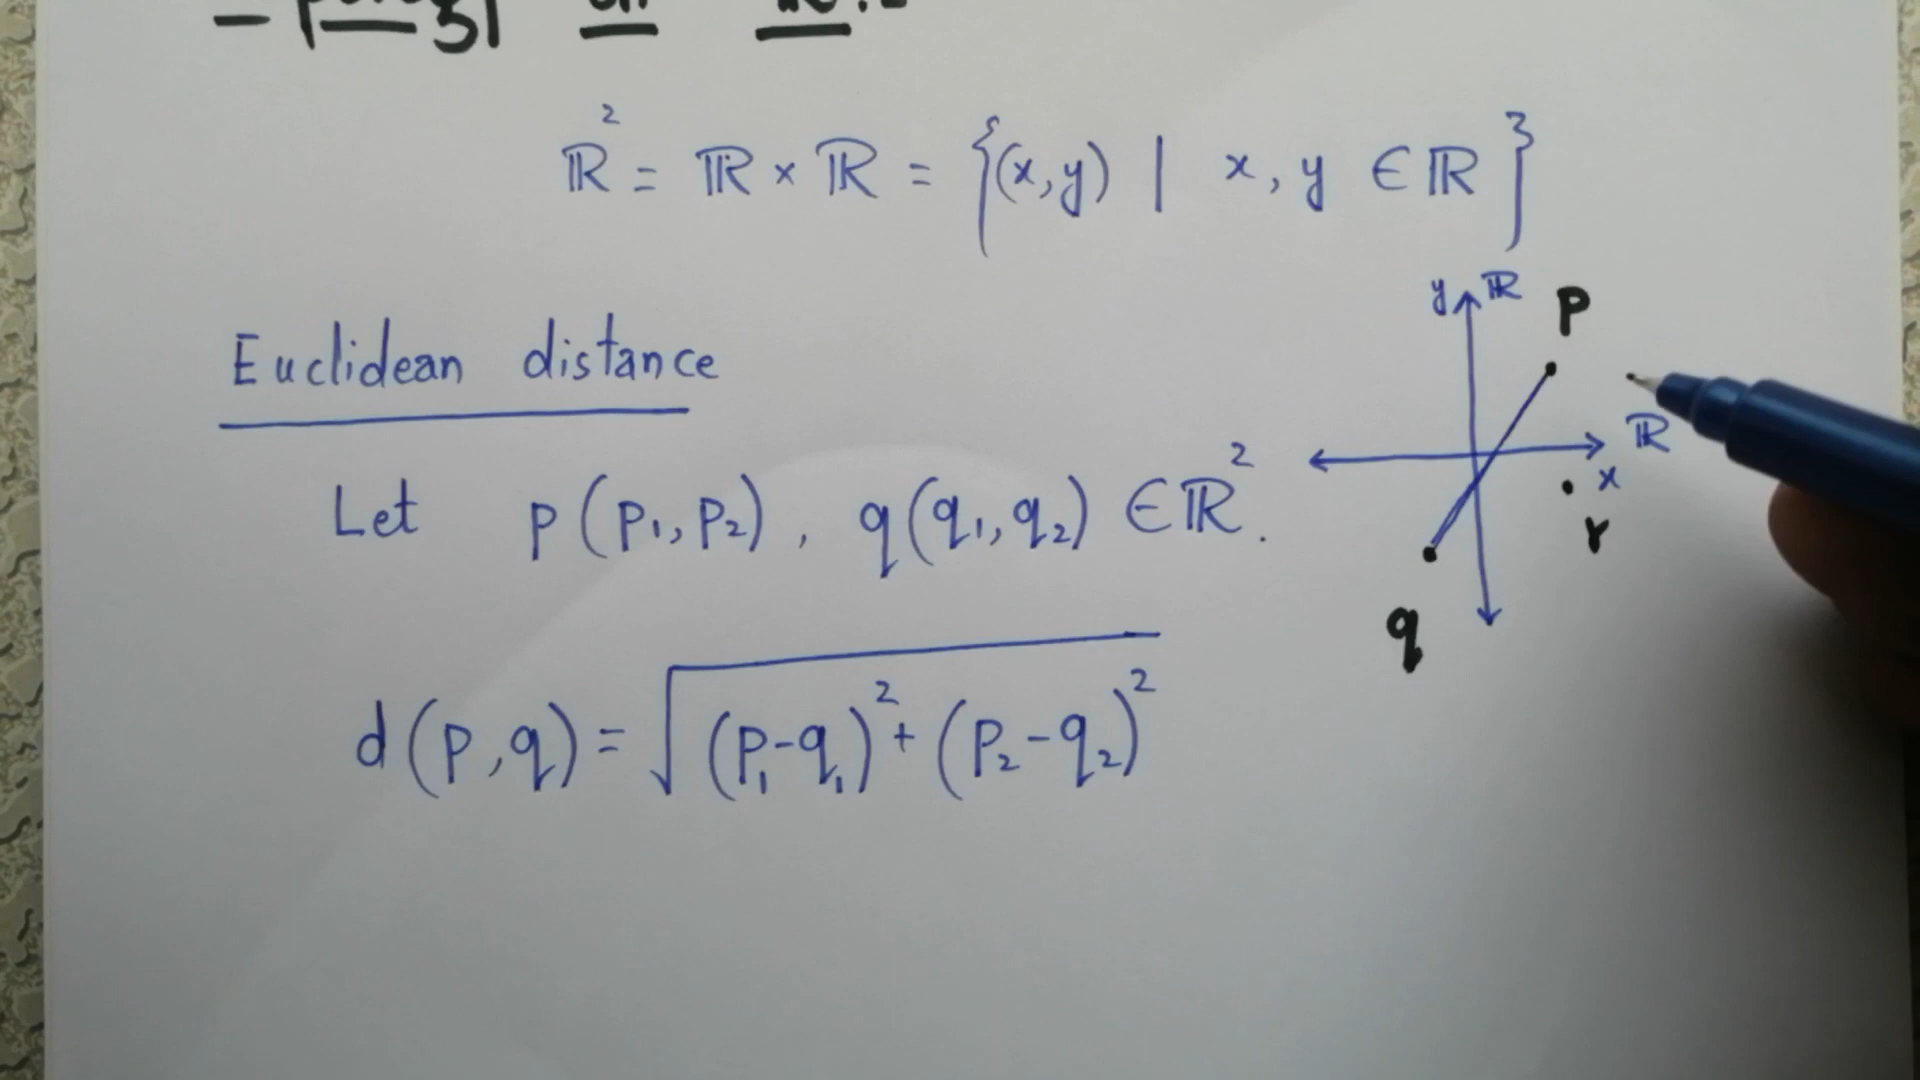 ℝ² = ℝ × ℝ = {(x,y) | x, y ∈ ℝ}
Euclidean distance
Let p(p₁,p₂), q(q₁,q₂) ∈ ℝ².
d(p,q) = √((p₁-q₁)² + (p₂-q₂)²)
y ℝ
p
ℝ
x
r
q